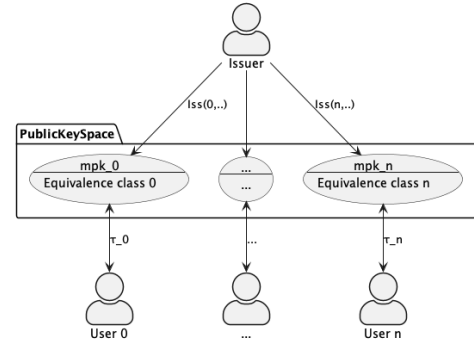 Issuer
Iss(0,..)
Iss(n,..)
PublicKeySpace
mpk_0
Equivalence class 0
...
...
mpk_n
Equivalence class n
τ_0
...
τ_n
User 0
...
User n